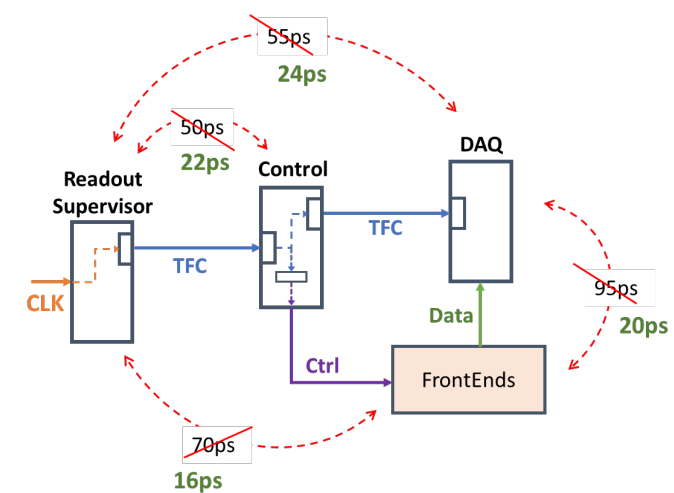 55ps
24ps
50ps
22ps
DAQ
Control
Readout
Supervisor
TFC
TFC
CLK
95ps
20ps
Data
Ctrl
FrontEnds
70ps
16ps